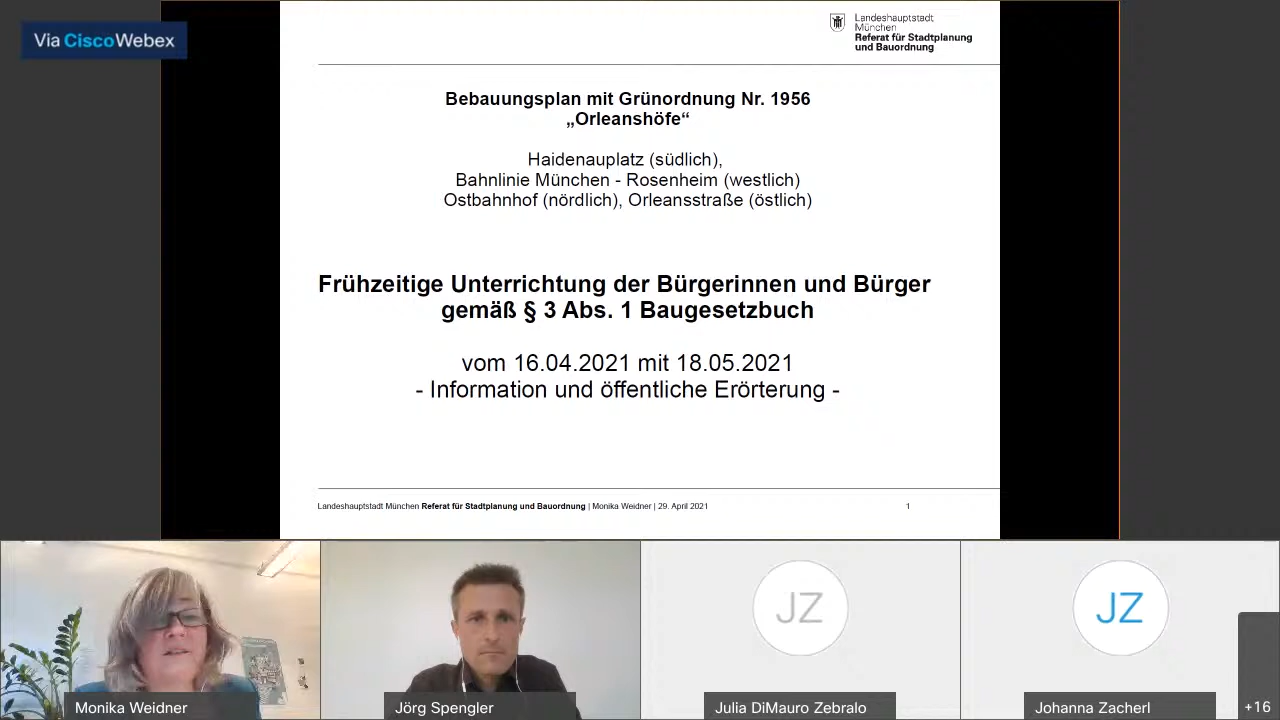 Via CiscoWebex
Landeshauptstadt
München
Referat für Stadtplanung
und Bauordnung
Bebauungsplan mit Grünordnung Nr. 1956
„Orleanshöfe“
Haidenauplatz (südlich),
Bahnlinie München - Rosenheim (westlich)
Ostbahnhof (nördlich), Orleansstraße (östlich)
Frühzeitige Unterrichtung der Bürgerinnen und Bürger
gemäß § 3 Abs. 1 Baugesetzbuch
vom 16.04.2021 mit 18.05.2021
- Information und öffentliche Erörterung -
Landeshauptstadt München Referat für Stadtplanung und Bauordnung | Monika Weidner | 29. April 2021 1
JZ
JZ
Monika Weidner
Jörg Spengler
Julia DiMauro Zebralo
Johanna Zacherl
+16